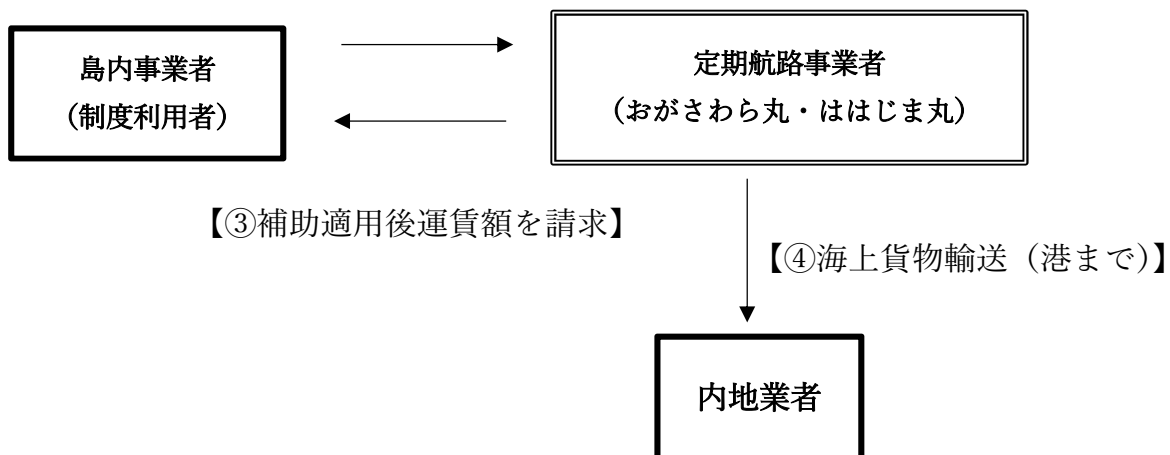 島内事業者
（制度利用者）
定期航路事業者
（おがさわら丸・ははじま丸）
【③補助適用後運賃額を請求】
【④海上貨物輸送（港まで）】
内地業者